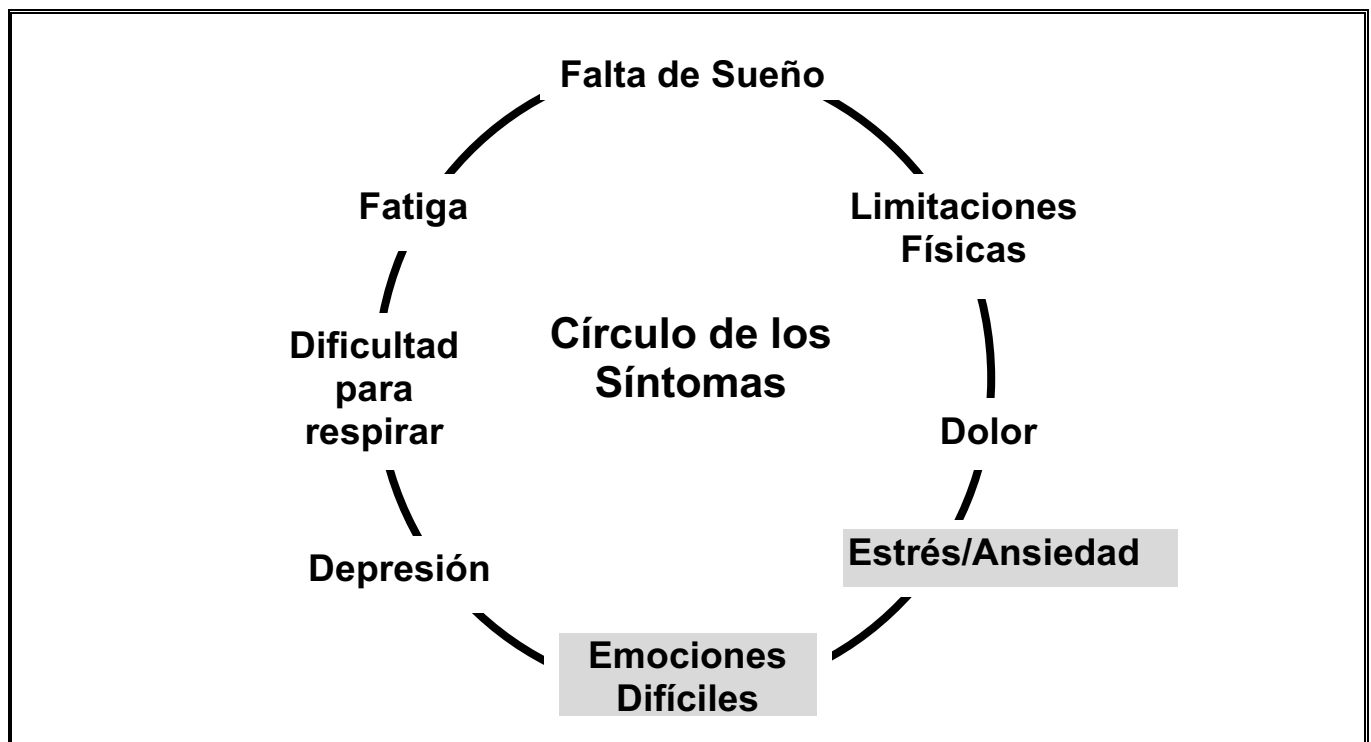 Falta de Sueño
Fatiga
Limitaciones
Físicas
Círculo de los
Síntomas
Dificultad
para
respirar
Dolor
Estrés/Ansiedad
Depresión
Emociones
Difíciles